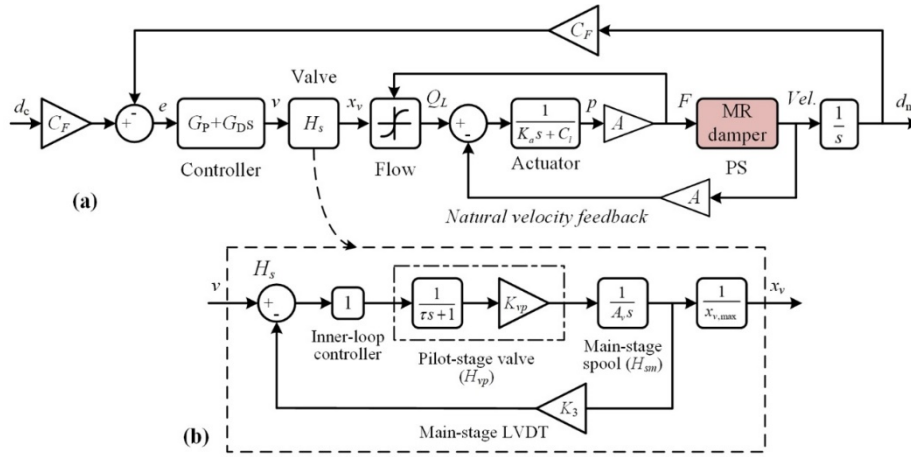 C_F
Valve
d_c
C_F
+
-
e
G_P+G_Ds
v
H_s
x_v
Q_L
+
-
1
K_a s + C_l
p
A
F
MR
damper
Vel.
1
s
d_m
Controller
Flow
Actuator
PS
(a)
A
Natural velocity feedback
v
H_s
+
-
1
1
τs+1
K_vp
1
A_v s
1
x_v,max
x_v
Inner-loop
controller
Pilot-stage valve
(H_vp)
Main-stage
spool (H_sm)
K_3
(b)
Main-stage LVDT